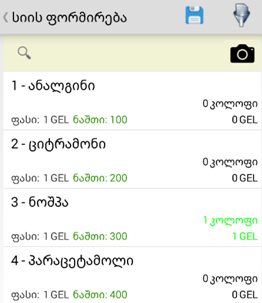 სიის ფორმირება
1 - ანალგინი
0 კოლოფი
ფასი: 1 GEL ნაშთი: 100 0 GEL
2 - ციტრამონი
0 კოლოფი
ფასი: 1 GEL ნაშთი: 200 0 GEL
3 - ნოშპა
1 კოლოფი
ფასი: 1 GEL ნაშთი: 300 1 GEL
4 - პარაცეტამოლი
0 კოლოფი
ფასი: 1 GEL ნაშთი: 400 0 GEL